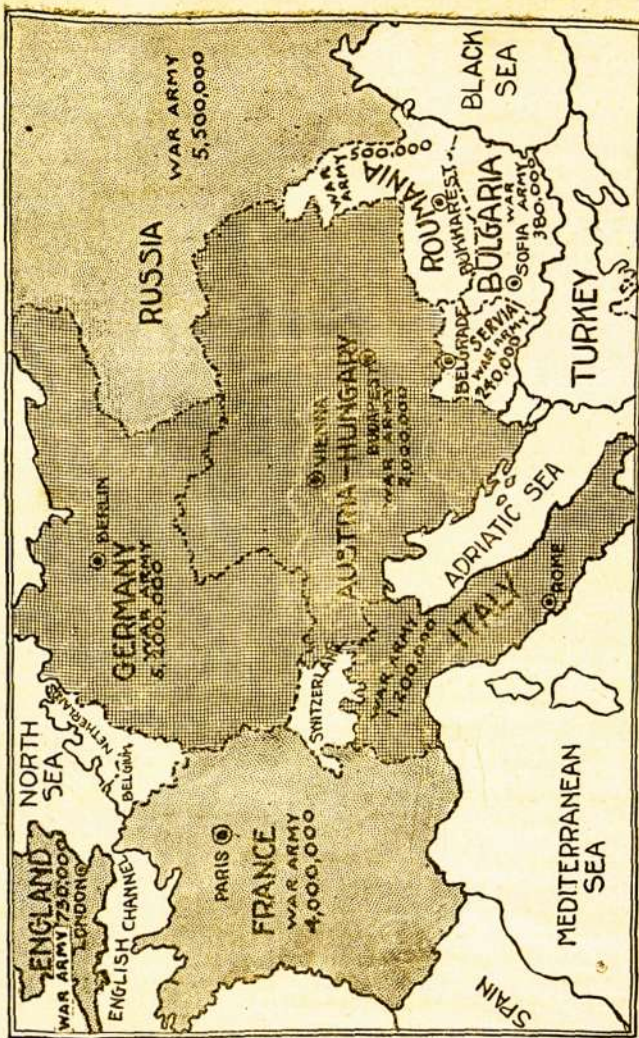 NORTH
SEA
ENGLAND
WAR ARMY 730,000
LONDON
ENGLISH CHANNEL
NETHERLANDS
BELGIUM
GERMANY
WAR ARMY
5,200,000
BERLIN
RUSSIA
WAR ARMY
5,500,000
PARIS
FRANCE
WAR ARMY
4,000,000
SWITZERLAND
VIENNA
AUSTRIA-HUNGARY
BUDAPEST
WAR ARMY
2,000,000
WAR
ARMY
500,000
ROUMANIA
BUKHAREST
BLACK
SEA
BULGARIA
WAR
SOFIA ARMY
380,000
BELGRADE
SERVIA
WAR ARMY
240,000
TURKEY
ADRIATIC SEA
WAR ARMY
1,200,000
ITALY
ROME
MEDITERRANEAN
SEA
SPAIN